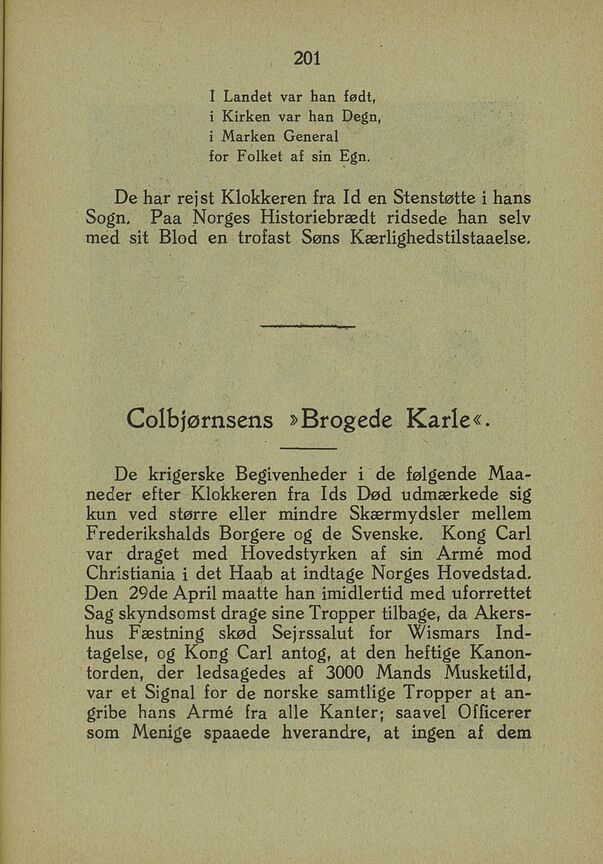 201
I Landet var han født,
i Kirken var han Degn,
i Marken General
for Folket af sin Egn.
De har rejst Klokkeren fra Id en Stenstøtte i hans
Sogn. Paa Norges Historiebrædt ridsede han selv
med sit Blod en trofast Søns Kærlighedstilstaaelse.
Colbjørnsens »Brogede Karle«.
De krigerske Begivenheder i de følgende Maa-
neder efter Klokkeren fra Ids Død udmærkede sig
kun ved større eller mindre Skærmydsler mellem
Frederikshalds Borgere og de Svenske. Kong Carl
var draget med Hovedstyrken af sin Armé mod
Christiania i det Haab at indtage Norges Hovedstad.
Den 29de April maatte han imidlertid med uforrettet
Sag skyndsomst drage sine Tropper tilbage, da Akers-
hus Fæstning skød Sejrssalut for Wismars Ind-
tagelse, og Kong Carl antog, at den heftige Kanon-
torden, der ledsagedes af 3000 Mands Musketild,
var et Signal for de norske samtlige Tropper at an-
gribe hans Armé fra alle Kanter; saavel Officerer
som Menige spaaede hverandre, at ingen af dem